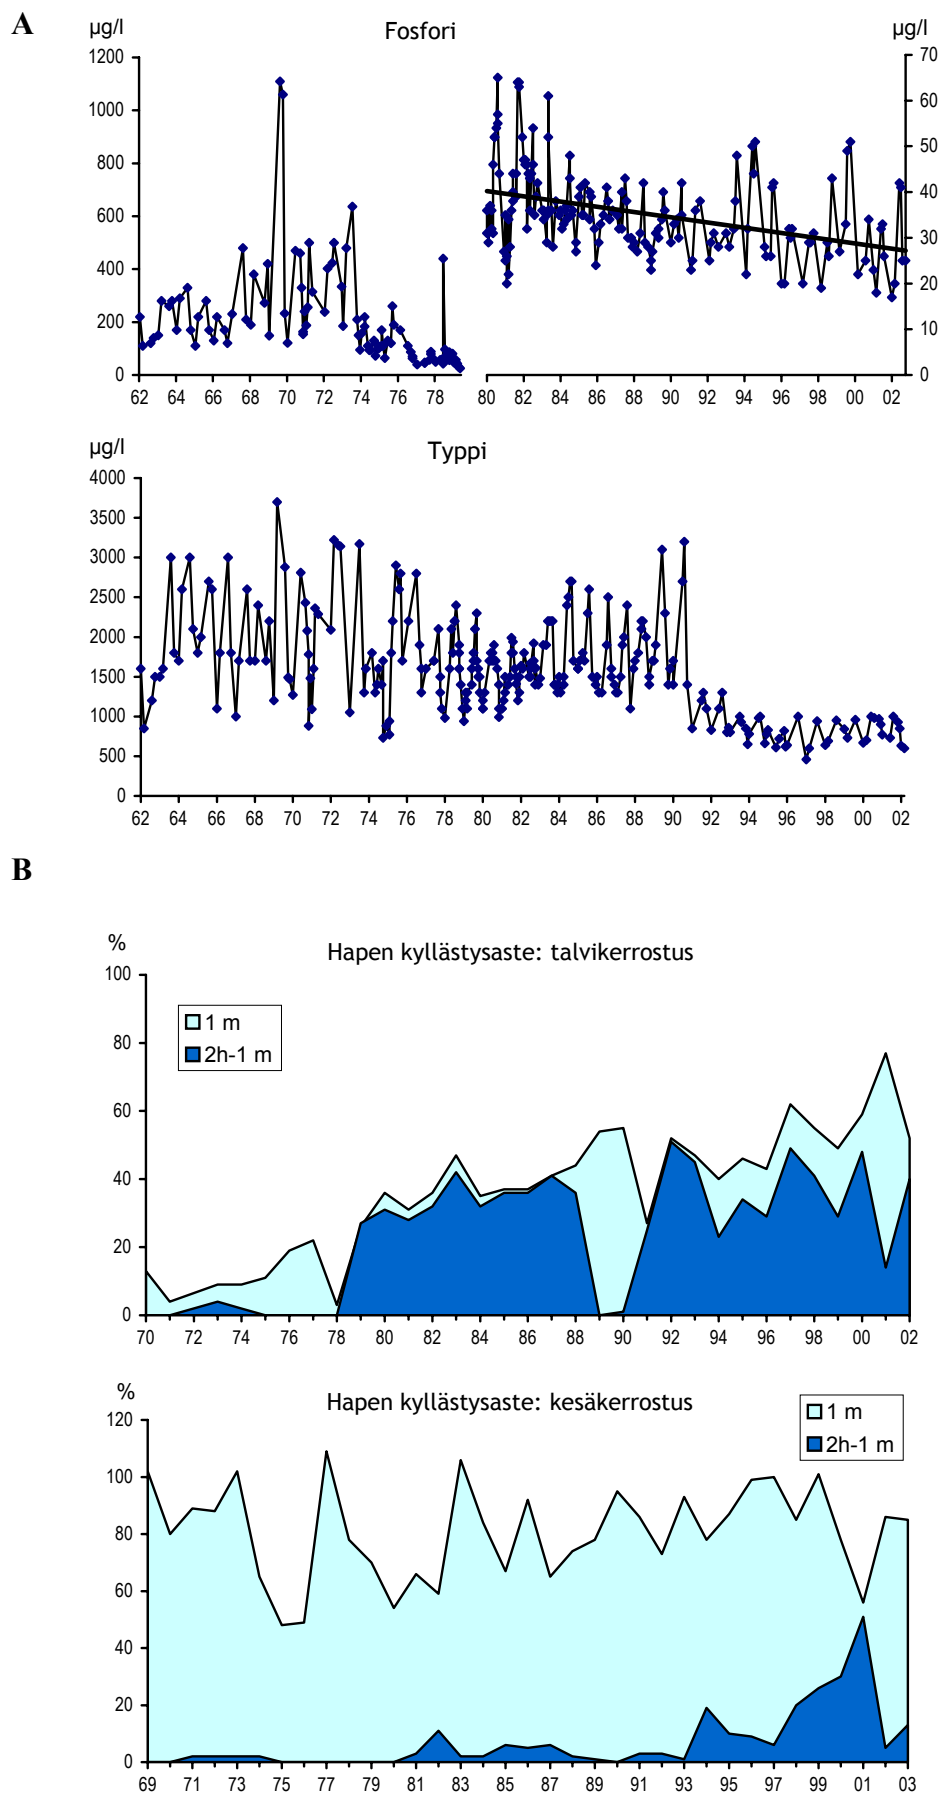 A
µg/l Fosfori µg/l
1200
1000
800
600
400
200
0
70
60
50
40
30
20
10
0
62 64 66 68 70 72 74 76 78 80 82 84 86 88 90 92 94 96 98 00 02
µg/l Typpi
4000
3500
3000
2500
2000
1500
1000
500
0
62 64 66 68 70 72 74 76 78 80 82 84 86 88 90 92 94 96 98 00 02
B
% Hapen kyllästysaste: talvikerrostus
100
80
60
40
20
0
1 m
2h-1 m
70 72 74 76 78 80 82 84 86 88 90 92 94 96 98 00 02
% Hapen kyllästysaste: kesäkerrostus
120
100
80
60
40
20
0
1 m
2h-1 m
69 71 73 75 77 79 81 83 85 87 89 91 93 95 97 99 01 03